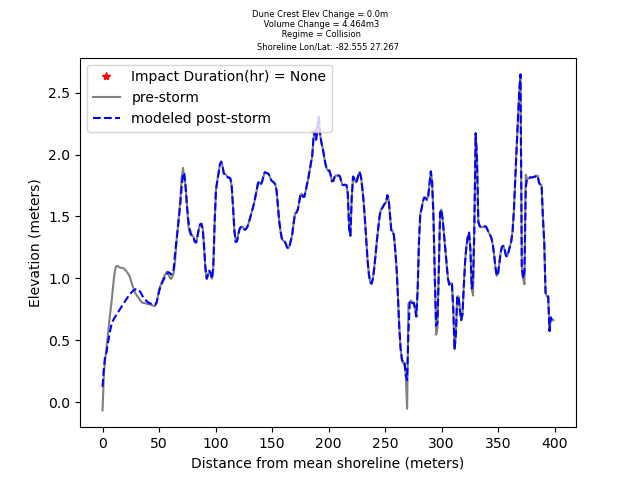 Dune Crest Elev Change = 0.0m
Volume Change = 4.464m3
Regime = Collision
Shoreline Lon/Lat: -82.555 27.267
Impact Duration(hr) = None
pre-storm
modeled post-storm
2.5
2.0
1.5
1.0
0.5
0.0
Elevation (meters)
0 50 100 150 200 250 300 350 400
Distance from mean shoreline (meters)